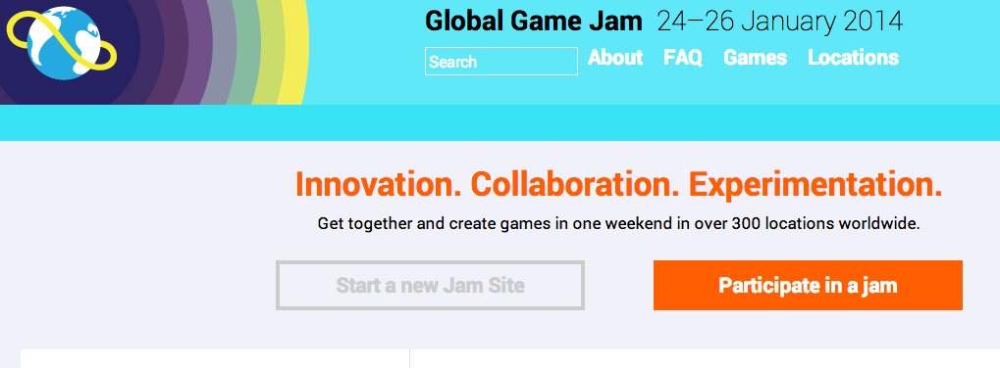 Global Game Jam 24–26 January 2014
Search About FAQ Games Locations
Innovation. Collaboration. Experimentation.
Get together and create games in one weekend in over 300 locations worldwide.
Start a new Jam Site Participate in a jam